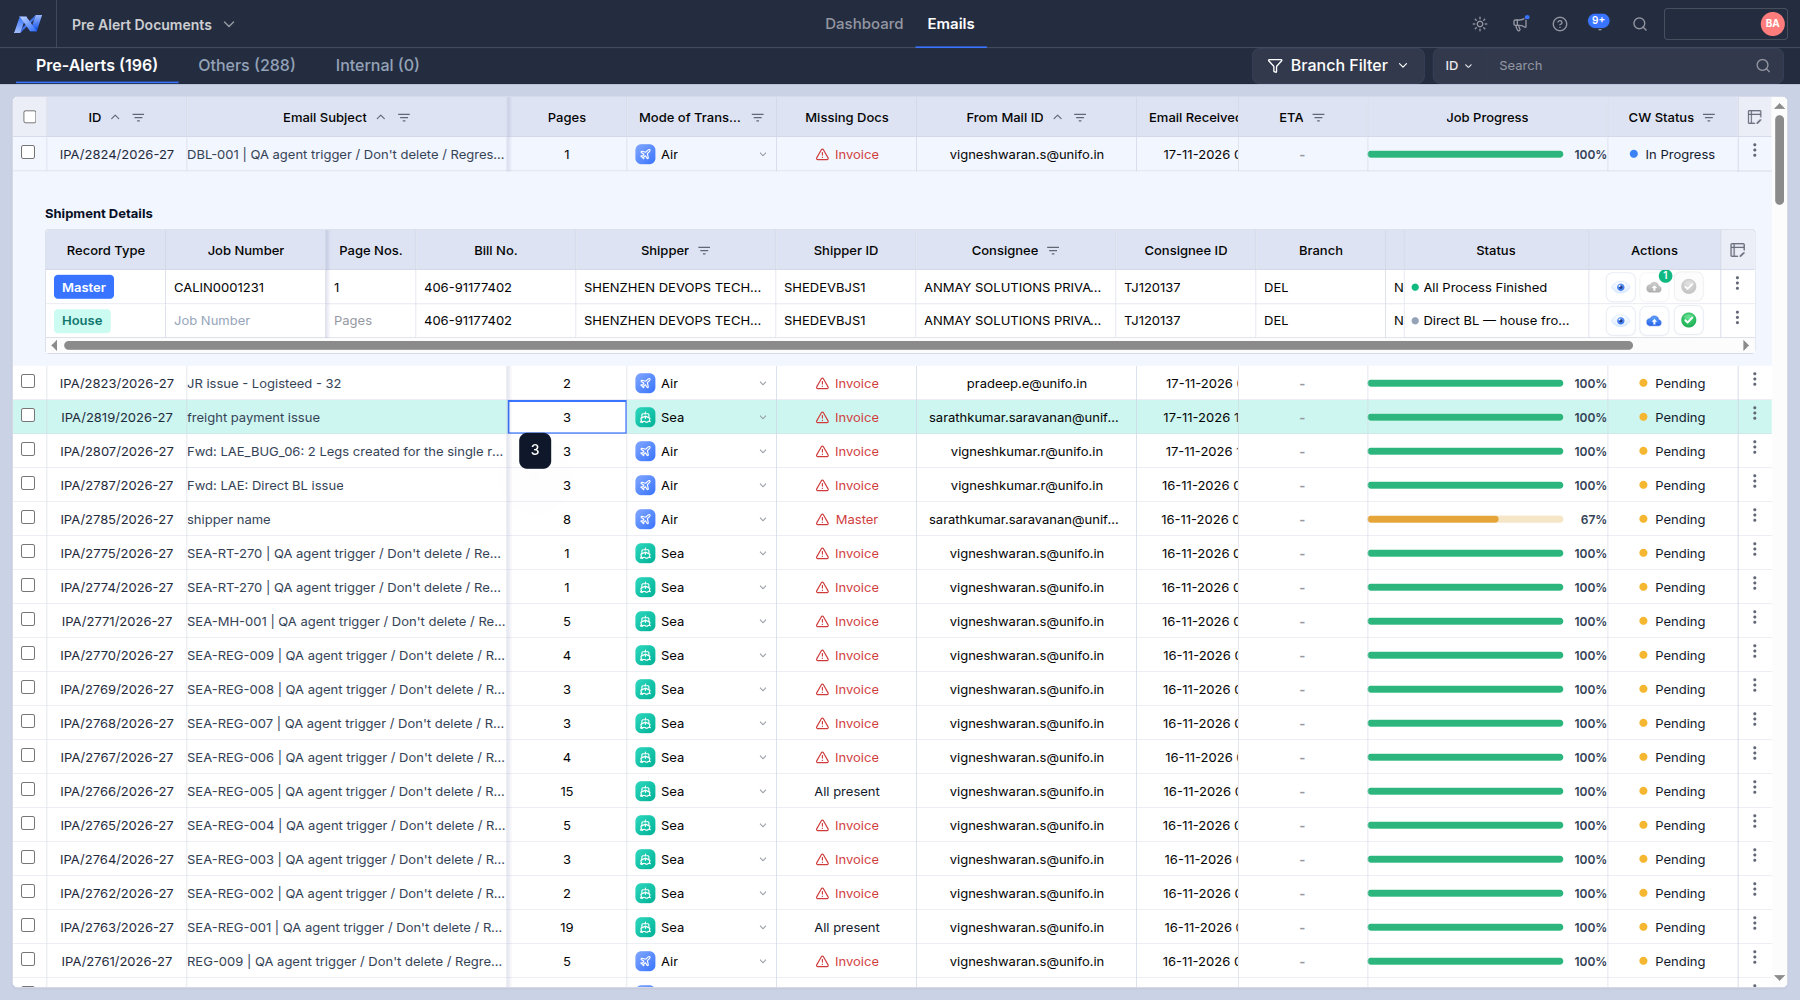 Pre Alert Documents Dashboard Emails 9+ BA
Pre-Alerts (196) Others (288) Internal (0) Branch Filter ID Search
ID Email Subject Pages Mode of Trans... Missing Docs From Mail ID Email Received ETA Job Progress CW Status
IPA/2824/2026-27 DBL-001 | QA agent trigger / Don't delete / Regres... 1 Air Invoice vigneshwaran.s@unifo.in 17-11-2026 - 100% In Progress
Shipment Details
Record Type Job Number Page Nos. Bill No. Shipper Shipper ID Consignee Consignee ID Branch Status Actions
Master CALIN0001231 1 406-91177402 SHENZHEN DEVOPS TECH... SHEDEVBJS1 ANMAY SOLUTIONS PRIVA... TJ120137 DEL N All Process Finished 1
House Job Number Pages 406-91177402 SHENZHEN DEVOPS TECH... SHEDEVBJS1 ANMAY SOLUTIONS PRIVA... TJ120137 DEL N Direct BL — house fro...
IPA/2823/2026-27 JR issue - Logisteed - 32 2 Air Invoice pradeep.e@unifo.in 17-11-2026 - 100% Pending
IPA/2819/2026-27 freight payment issue 3 Sea Invoice sarathkumar.saravanan@unif... 17-11-2026 1 - 100% Pending
IPA/2807/2026-27 Fwd: LAE_BUG_06: 2 Legs created for the single r... 3 3 Air Invoice vigneshkumar.r@unifo.in 17-11-2026 - 100% Pending
IPA/2787/2026-27 Fwd: LAE: Direct BL issue 3 Air Invoice vigneshkumar.r@unifo.in 16-11-2026 - 100% Pending
IPA/2785/2026-27 shipper name 8 Air Master sarathkumar.saravanan@unif... 16-11-2026 - 67% Pending
IPA/2775/2026-27 SEA-RT-270 | QA agent trigger / Don't delete / Re... 1 Sea Invoice vigneshwaran.s@unifo.in 16-11-2026 - 100% Pending
IPA/2774/2026-27 SEA-RT-270 | QA agent trigger / Don't delete / Re... 1 Sea Invoice vigneshwaran.s@unifo.in 16-11-2026 - 100% Pending
IPA/2771/2026-27 SEA-MH-001 | QA agent trigger / Don't delete / Re... 5 Sea Invoice vigneshwaran.s@unifo.in 16-11-2026 - 100% Pending
IPA/2770/2026-27 SEA-REG-009 | QA agent trigger / Don't delete / R... 4 Sea Invoice vigneshwaran.s@unifo.in 16-11-2026 - 100% Pending
IPA/2769/2026-27 SEA-REG-008 | QA agent trigger / Don't delete / R... 3 Sea Invoice vigneshwaran.s@unifo.in 16-11-2026 - 100% Pending
IPA/2768/2026-27 SEA-REG-007 | QA agent trigger / Don't delete / R... 3 Sea Invoice vigneshwaran.s@unifo.in 16-11-2026 - 100% Pending
IPA/2767/2026-27 SEA-REG-006 | QA agent trigger / Don't delete / R... 4 Sea Invoice vigneshwaran.s@unifo.in 16-11-2026 - 100% Pending
IPA/2766/2026-27 SEA-REG-005 | QA agent trigger / Don't delete / R... 15 Sea All present vigneshwaran.s@unifo.in 16-11-2026 - 100% Pending
IPA/2765/2026-27 SEA-REG-004 | QA agent trigger / Don't delete / R... 5 Sea Invoice vigneshwaran.s@unifo.in 16-11-2026 - 100% Pending
IPA/2764/2026-27 SEA-REG-003 | QA agent trigger / Don't delete / R... 3 Sea Invoice vigneshwaran.s@unifo.in 16-11-2026 - 100% Pending
IPA/2762/2026-27 SEA-REG-002 | QA agent trigger / Don't delete / R... 2 Sea Invoice vigneshwaran.s@unifo.in 16-11-2026 - 100% Pending
IPA/2763/2026-27 SEA-REG-001 | QA agent trigger / Don't delete / R... 19 Sea All present vigneshwaran.s@unifo.in 16-11-2026 - 100% Pending
IPA/2761/2026-27 REG-009 | QA agent trigger / Don't delete / Regre... 5 Air Invoice vigneshwaran.s@unifo.in 16-11-2026 - 100% Pending